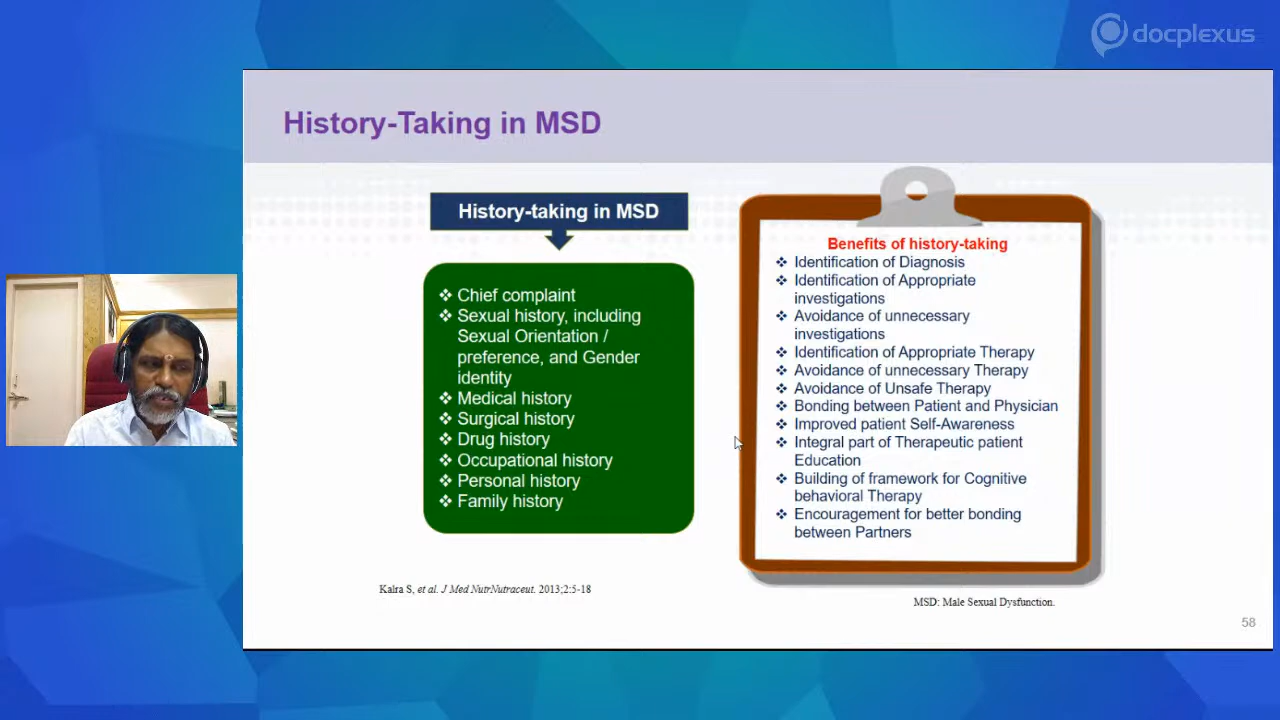 docplexus
History-Taking in MSD
History-taking in MSD
❖ Chief complaint
❖ Sexual history, including
Sexual Orientation /
preference, and Gender
identity
❖ Medical history
❖ Surgical history
❖ Drug history
❖ Occupational history
❖ Personal history
❖ Family history
Benefits of history-taking
❖ Identification of Diagnosis
❖ Identification of Appropriate
investigations
❖ Avoidance of unnecessary
investigations
❖ Identification of Appropriate Therapy
❖ Avoidance of unnecessary Therapy
❖ Avoidance of Unsafe Therapy
❖ Bonding between Patient and Physician
❖ Improved patient Self-Awareness
❖ Integral part of Therapeutic patient
Education
❖ Building of framework for Cognitive
behavioral Therapy
❖ Encouragement for better bonding
between Partners
Kalra S, et al. J Med NutrNutraceut. 2013;2:5-18
MSD: Male Sexual Dysfunction.
58